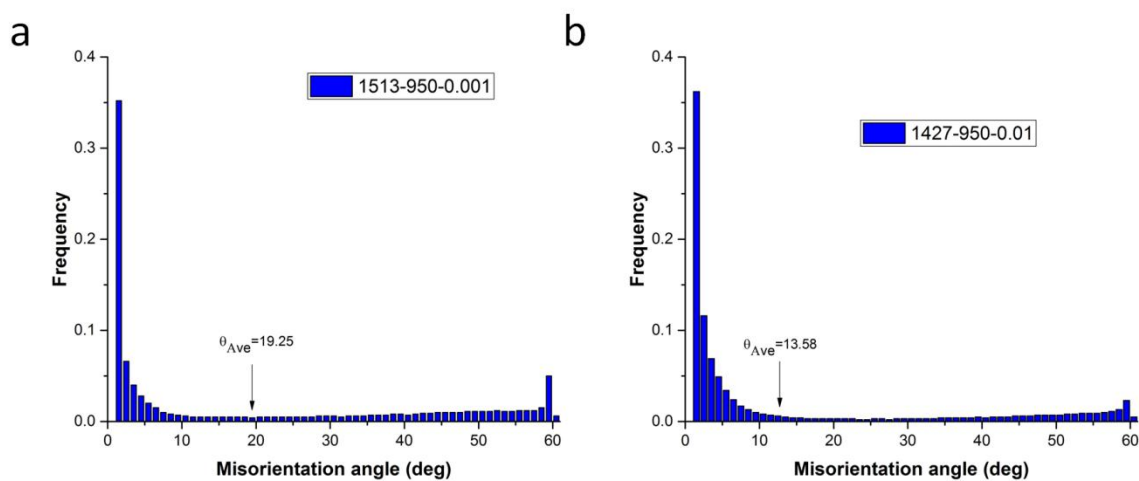 a
0.4
0.3
0.2
0.1
0.0
Frequency
1513-950-0.001
θAve=19.25
0 10 20 30 40 50 60
Misorientation angle (deg)
b
0.4
0.3
0.2
0.1
0.0
Frequency
1427-950-0.01
θAve=13.58
0 10 20 30 40 50 60
Misorientation angle (deg)